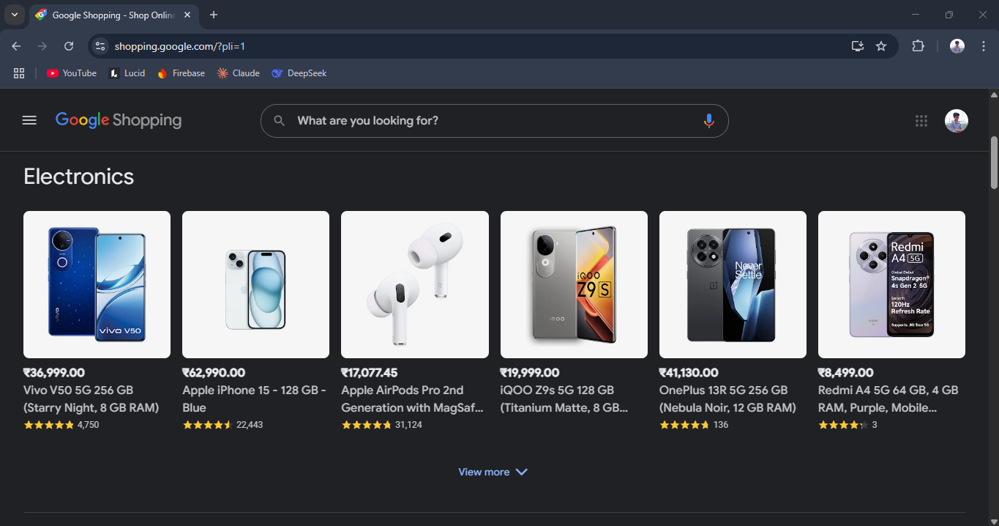 Google Shopping - Shop Online
shopping.google.com/?pli=1
YouTube
Lucid
Firebase
Claude
DeepSeek
Google Shopping
What are you looking for?
Electronics
vivo
vivo V50
iQOO
iQOO
Z9 S
Never
Settle
Redmi
A4 5G
Global Debut
Snapdragon®
4s Gen 2 5G
Smooth
120Hz
Refresh Rate
Supports JIO True 5G
₹36,999.00
Vivo V50 5G 256 GB
(Starry Night, 8 GB RAM)
4,750
₹62,990.00
Apple iPhone 15 - 128 GB -
Blue
22,443
₹17,077.45
Apple AirPods Pro 2nd
Generation with MagSaf...
31,124
₹19,999.00
iQOO Z9s 5G 128 GB
(Titanium Matte, 8 GB...
₹41,130.00
OnePlus 13R 5G 256 GB
(Nebula Noir, 12 GB RAM)
136
₹8,499.00
Redmi A4 5G 64 GB, 4 GB
RAM, Purple, Mobile...
3
View more